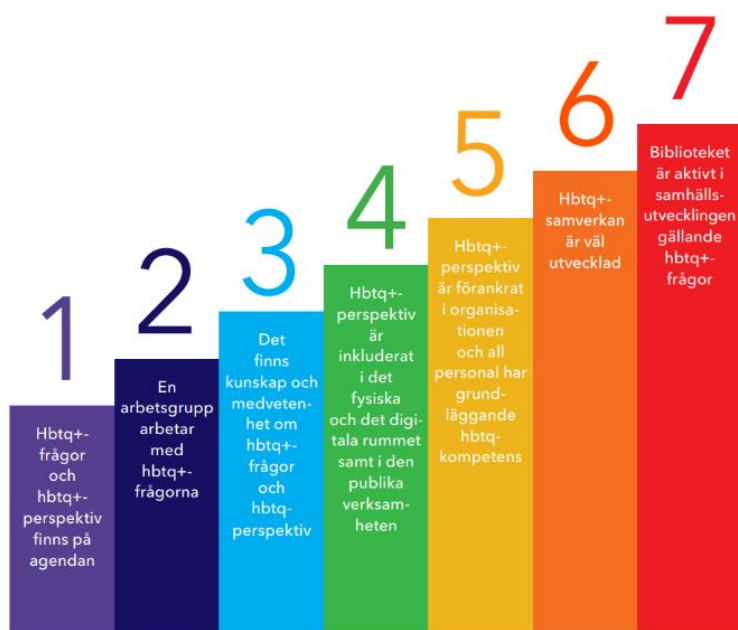 1
Hbtq+-
frågor
och
hbtq+-
perspektiv
finns på
agendan
2
En
arbetsgrupp
arbetar
med
hbtq+-
frågorna
3
Det
finns
kunskap och
medveten-
het om
hbtq+-
frågor
och
hbtq-
perspektiv
4
Hbtq+-
perspektiv
är
inkluderat
i det
fysiska
och det digi-
tala rummet
samt i den
publika
verksam-
heten
5
Hbtq+-
perspektiv
är förankrat
i organisa-
tionen
och all
personal har
grund-
läggande
hbtq-
kompetens
6
Hbtq+-
samverkan
är väl
utvecklad
7
Biblioteket
är aktivt i
samhälls-
utvecklingen
gällande
hbtq+-
frågor